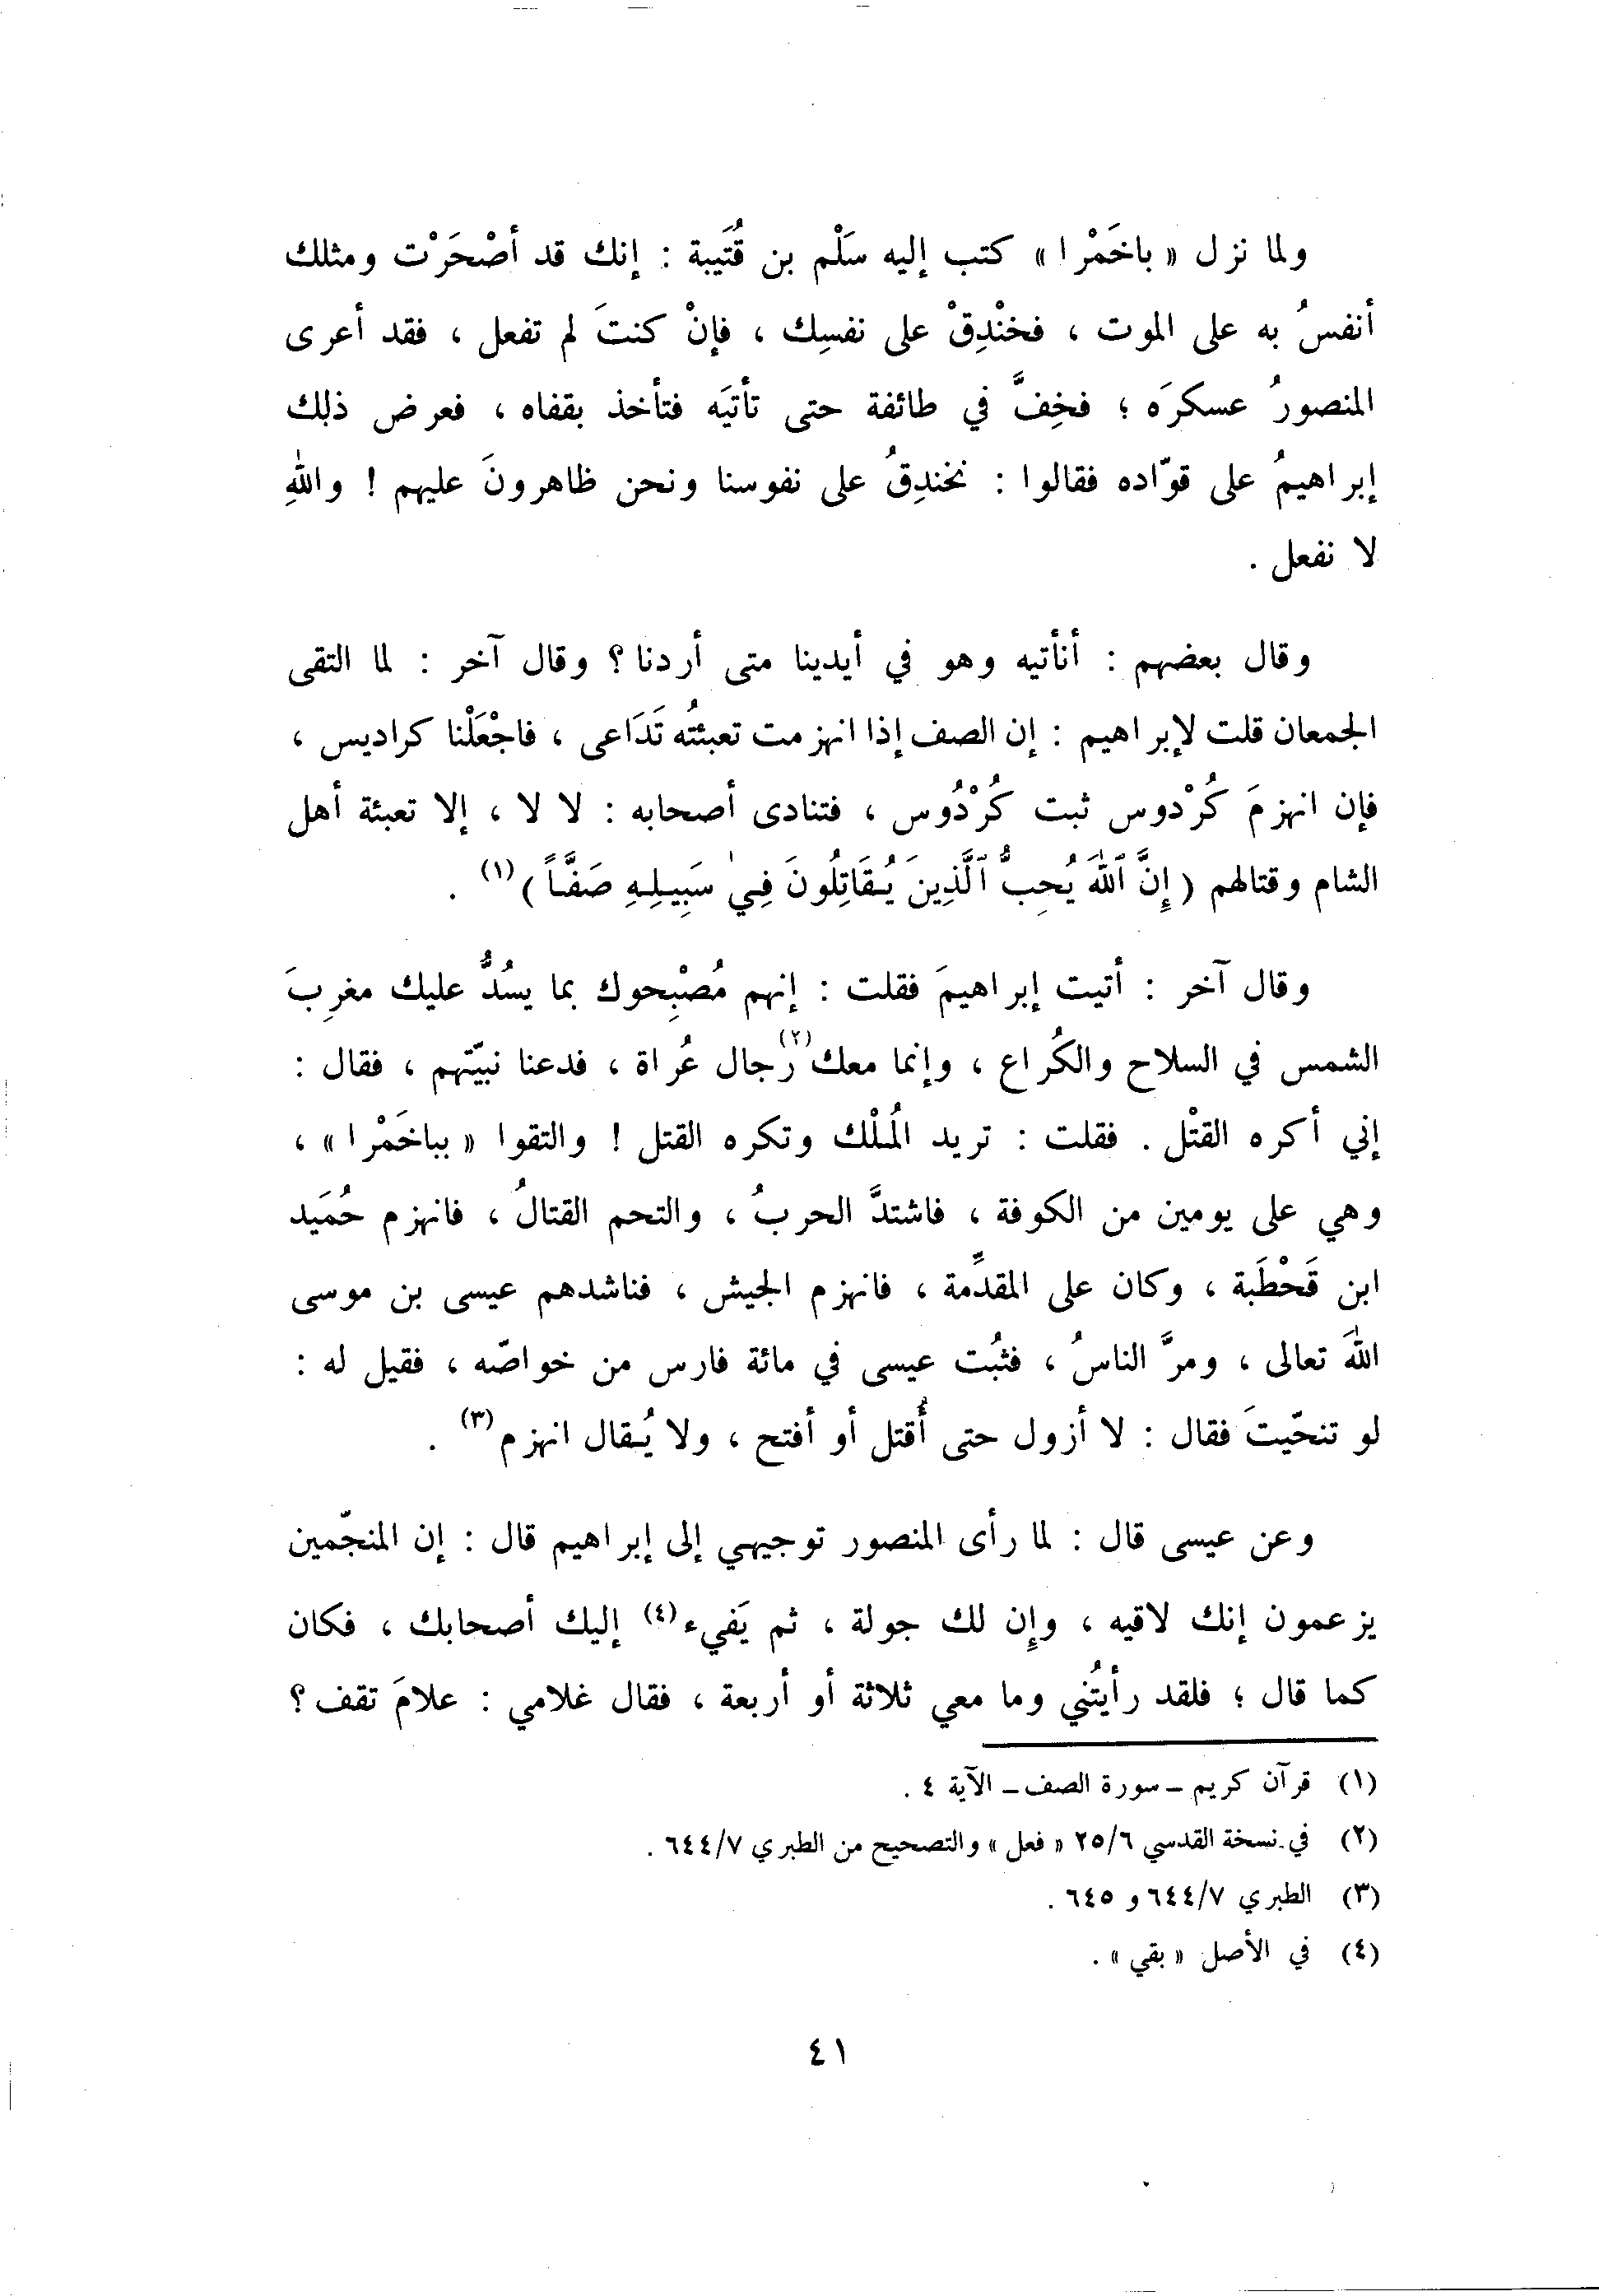 ولما نزل « باخَمْرا » كتب إليه سَلْم بن قُتَيبة : إنك قد أصْحَرْت ومثلك
أنفسُ به على الموت ، فخنْدِقْ على نفسِك ، فإنْ كنتَ لم تفعل ، فقد أعرى
المنصورُ عسكرَه ؛ فخِفَّ في طائفة حتى تأتيَه فتأخذ بقفاه ، فعرض ذلك
إبراهيمُ على قوّاده فقالوا : نخندِقُ على نفوسنا ونحن ظاهرونَ عليهم ! واللهِ
لا نفعل .
وقال بعضهم : أنأتيه وهو في أيدينا متى أردنا ؟ وقال آخر : لما التقى
الجمعان قلت لإبراهيم : إن الصف إذا انهزمت تعبئتُه تَدَاعى ، فاجْعَلْنا كراديس ،
فإن انهزمَ كُرْدوس ثبت كُرْدُوس ، فتنادى أصحابه : لا لا ، إلا تعبئة أهل
الشام وقتالهم ( إِنَّ ٱللَّهَ يُحِبُّ ٱلَّذِينَ يُقَاتِلُونَ فِي سَبِيلِهِ صَفّاً ) (١) .
وقال آخر : أتيت إبراهيمَ فقلت : إنهم مُصْبِحوك بما يسُدُّ عليك مغرِبَ
الشمس في السلاح والكُراع ، وإنما معك (٢) رجال عُراة ، فدعنا نبيّتهم ، فقال :
إني أكره القتْل . فقلت : تريد المُلْك وتكره القتل ! والتقوا « بباخَمْرا » ،
وهي على يومين من الكوفة ، فاشتدَّ الحربُ ، والتحم القتالُ ، فانهزم حُمَيد
ابن قَحْطَبة ، وكان على المقدِّمة ، فانهزم الجيش ، فناشدهم عيسى بن موسى
اللهَ تعالى ، ومرَّ الناسُ ، فثبُت عيسى في مائة فارس من خواصّه ، فقيل له :
لو تنحّيتَ فقال : لا أزول حتى أُقتل أو أفتح ، ولا يُقال انهزم (٣) .
وعن عيسى قال : لما رأى المنصور توجيهي إلى إبراهيم قال : إن المنجّمين
يزعمون إنك لاقيه ، وإن لك جولة ، ثم يَفيء (٤) إليك أصحابك ، فكان
كما قال ؛ فلقد رأيتُني وما معي ثلاثة أو أربعة ، فقال غلامي : علامَ تقف ؟
(١) قرآن كريم – سورة الصف – الآية ٤ .
(٢) في نسخة القدسي ٢٥/٦ « فعل » والتصحيح من الطبري ٦٤٤/٧ .
(٣) الطبري ٦٤٤/٧ و ٦٤٥ .
(٤) في الأصل « بقي » .
٤١